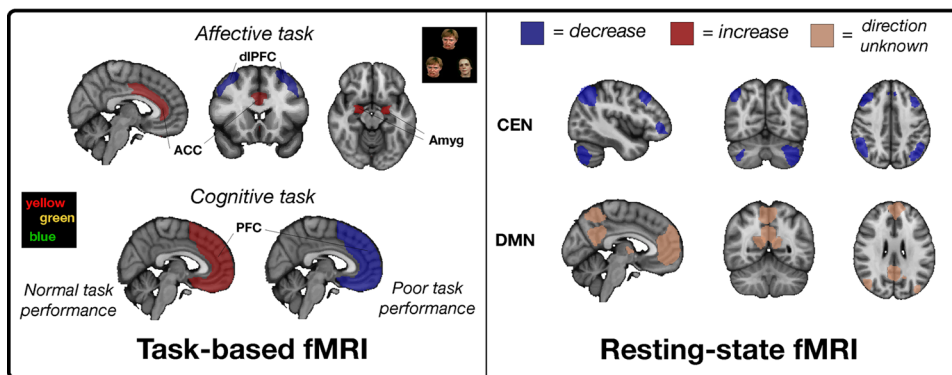 Affective task
dlPFC
ACC
Amyg
Cognitive task
yellow
green
blue
PFC
Normal task
performance
Poor task
performance
Task-based fMRI
= decrease
= increase
= direction
unknown
CEN
DMN
Resting-state fMRI